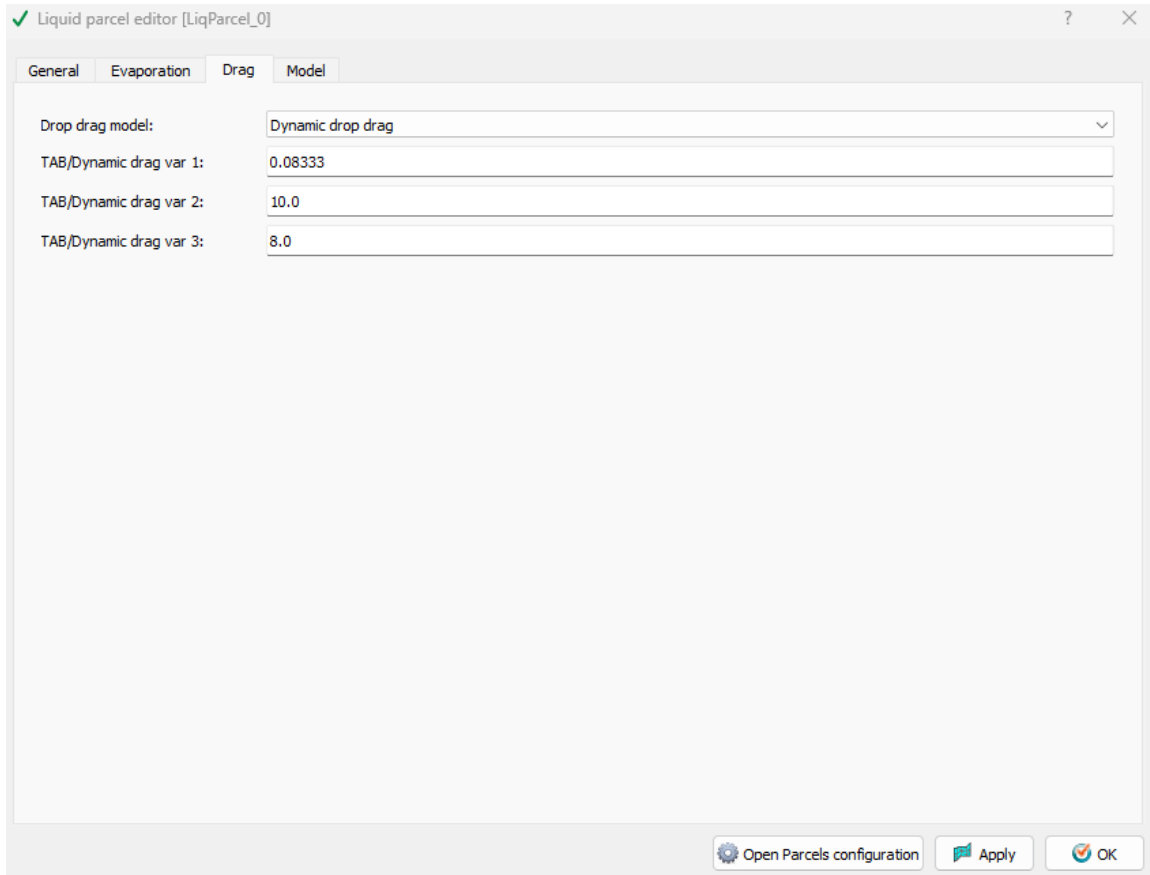 Liquid parcel editor [LiqParcel_0] ?
General Evaporation Drag Model
Drop drag model: Dynamic drop drag
TAB/Dynamic drag var 1: 0.08333
TAB/Dynamic drag var 2: 10.0
TAB/Dynamic drag var 3: 8.0
Open Parcels configuration Apply OK